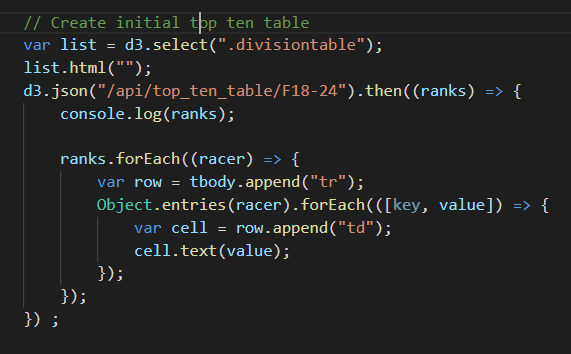 // Create initial top ten table
var list = d3.select(".divisiontable");
list.html("");
d3.json("/api/top_ten_table/F18-24").then((ranks) => {
    console.log(ranks);

    ranks.forEach((racer) => {
        var row = tbody.append("tr");
        Object.entries(racer).forEach(([key, value]) => {
            var cell = row.append("td");
            cell.text(value);
        });
    });
}) ;